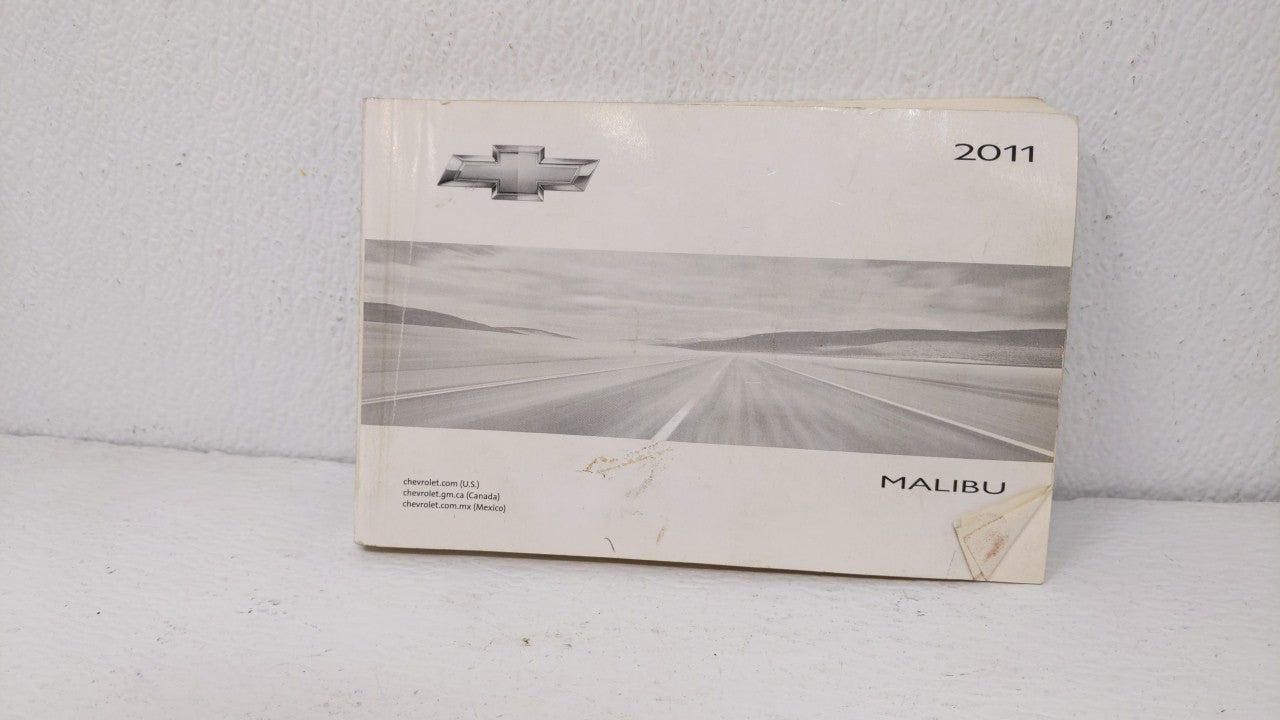 2011
MALIBU
chevrolet.com (U.S.)
chevrolet.gm.ca (Canada)
chevrolet.com.mx (Mexico)